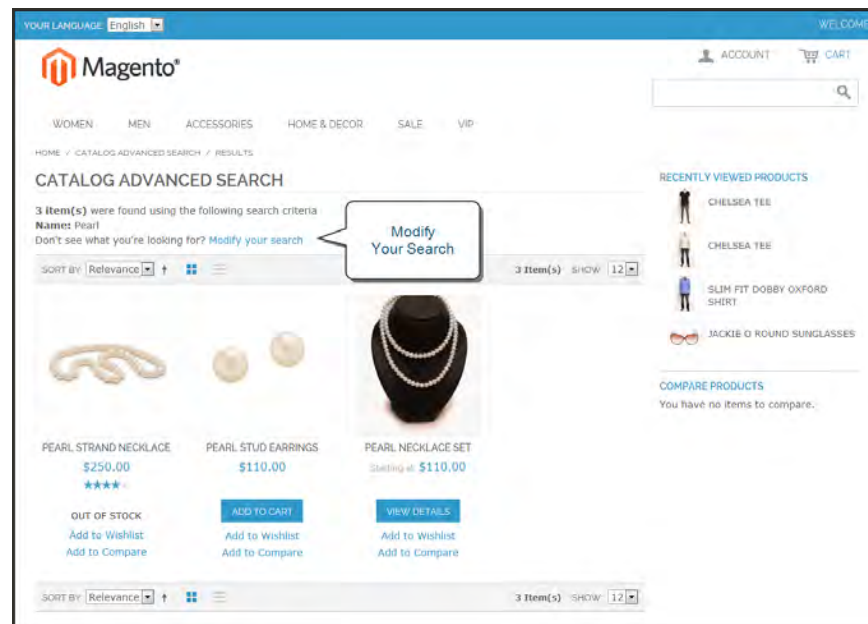 YOUR LANGUAGE: English
WELCOME
Magento®
ACCOUNT CART
WOMEN MEN ACCESSORIES HOME & DECOR SALE VIP
HOME / CATALOG ADVANCED SEARCH / RESULTS
CATALOG ADVANCED SEARCH
3 item(s) were found using the following search criteria
Name: Pearl
Don't see what you're looking for? Modify your search
Modify
Your Search
SORT BY Relevance
3 Item(s) SHOW 12
PEARL STRAND NECKLACE
$250.00
OUT OF STOCK
Add to Wishlist
Add to Compare
PEARL STUD EARRINGS
$110.00
ADD TO CART
Add to Wishlist
Add to Compare
PEARL NECKLACE SET
Starting at $110.00
VIEW DETAILS
Add to Wishlist
Add to Compare
SORT BY Relevance
3 Item(s) SHOW 12
RECENTLY VIEWED PRODUCTS
CHELSEA TEE
CHELSEA TEE
SLIM FIT DOBBY OXFORD
SHIRT
JACKIE O ROUND SUNGLASSES
COMPARE PRODUCTS
You have no items to compare.